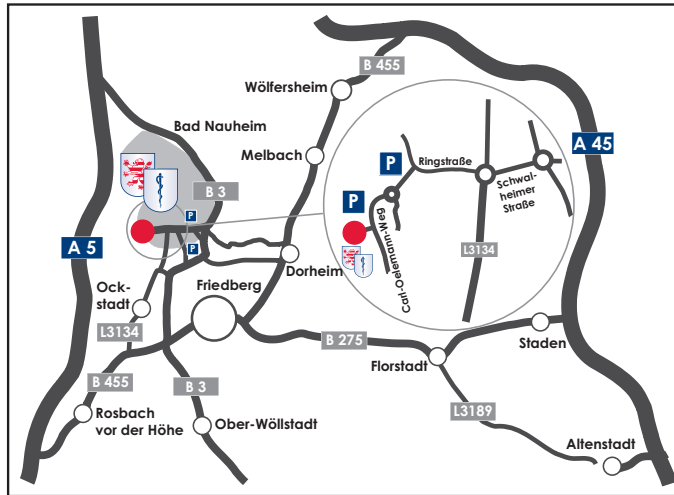 B 455
Wölfersheim
Bad Nauheim
Melbach
A 45
P
Ringstraße
Schwal-
heimer
Straße
B 3
P
P
P
Carl-Oelemann-Weg
A 5
L3134
Dorheim
Ock-
stadt
Friedberg
L3134
B 275
Staden
Florstadt
B 455
B 3
L3189
Rosbach
vor der Höhe
Ober-Wöllstadt
Altenstadt